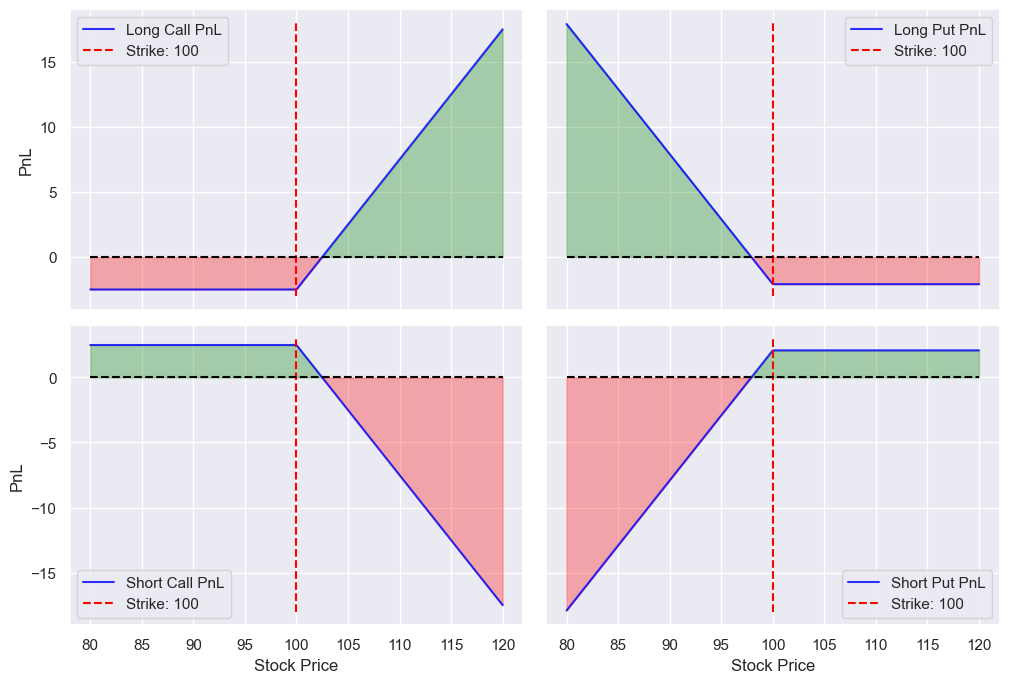 Long Call PnL
Strike: 100
Long Put PnL
Strike: 100
PnL
15
10
5
0
PnL
0
−5
−10
−15
Short Call PnL
Strike: 100
Short Put PnL
Strike: 100
80 85 90 95 100 105 110 115 120
80 85 90 95 100 105 110 115 120
Stock Price
Stock Price